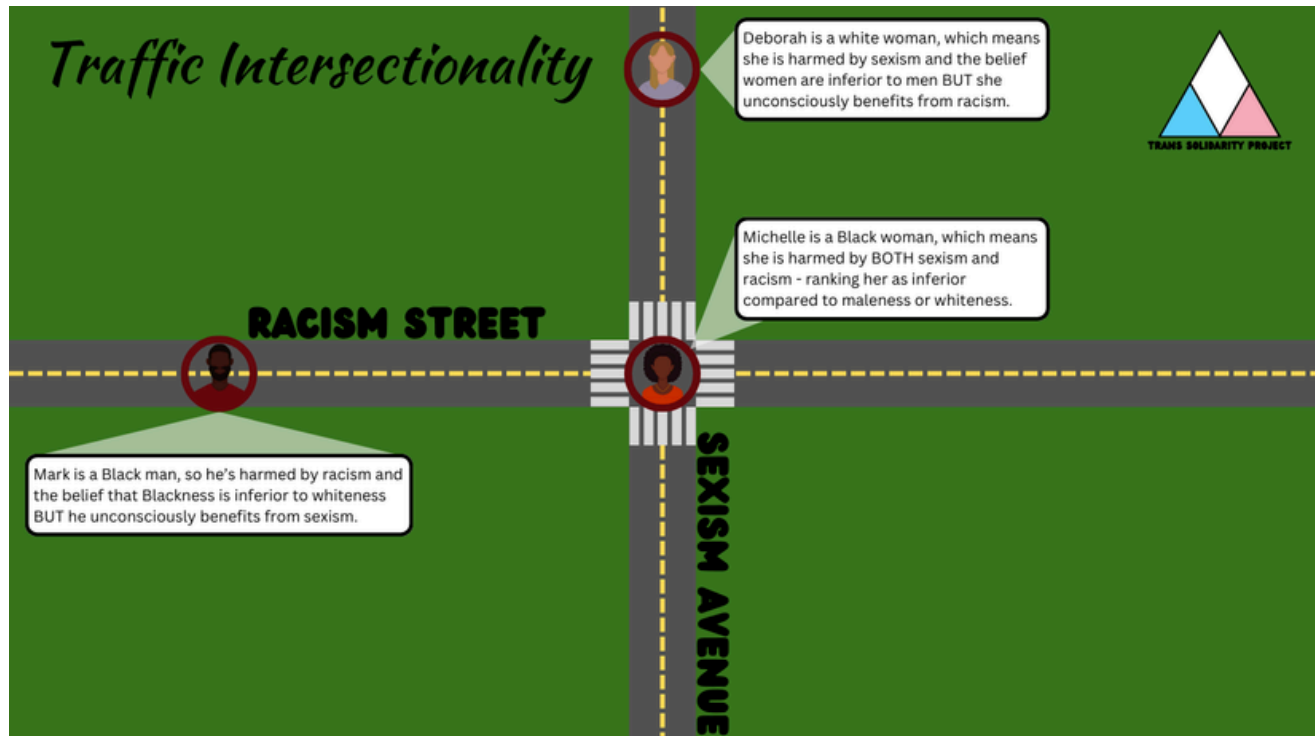 Traffic Intersectionality
Deborah is a white woman, which means
she is harmed by sexism and the belief
women are inferior to men BUT she
unconsciously benefits from racism.
TRANS SOLIDARITY PROJECT
Michelle is a Black woman, which means
she is harmed by BOTH sexism and
racism - ranking her as inferior
compared to maleness or whiteness.
RACISM STREET
SEXISM AVENUE
Mark is a Black man, so he's harmed by racism and
the belief that Blackness is inferior to whiteness
BUT he unconsciously benefits from sexism.